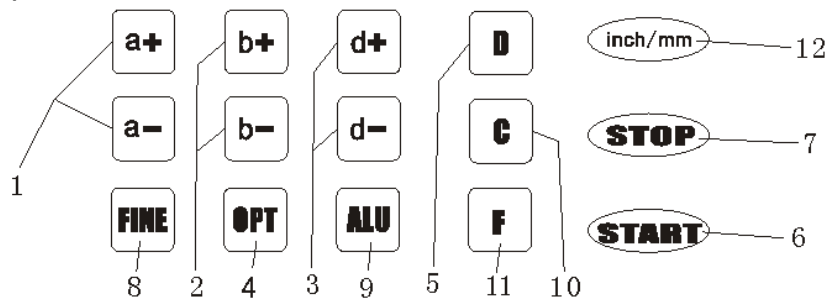 a+ b+ d+ D inch/mm 12
a- b- d- C STOP 7
1
FINE OPT ALU F START 6
8 2 4 3 9 5 11 10